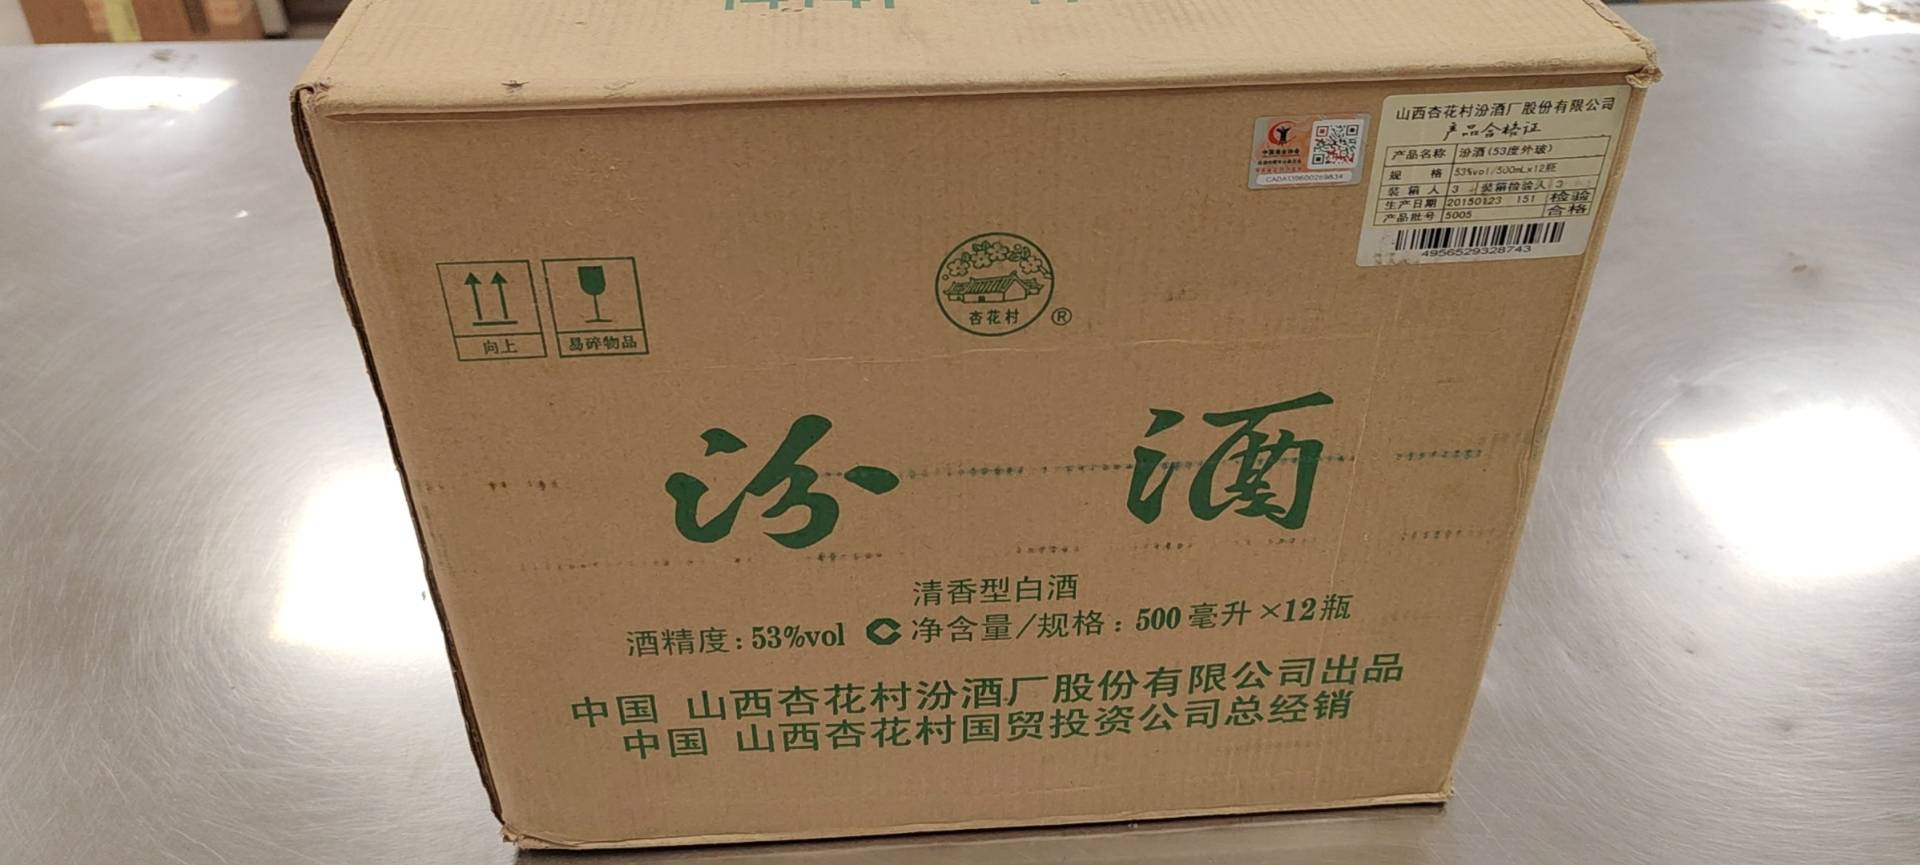 山西杏花村汾酒厂股份有限公司
产品合格证
产品名称 汾酒(53度外玻)
规格 53%vol/500mL×12瓶
装箱人 3 装箱检验人 3
生产日期 20150123 151 检验
产品批号 5005 合格
4956529328743
CADA139600269834
向上
易碎物品
杏花村
®
汾酒
清香型白酒
酒精度:53%vol 净含量/规格:500毫升×12瓶
中国 山西杏花村汾酒厂股份有限公司出品
中国 山西杏花村国贸投资公司总经销